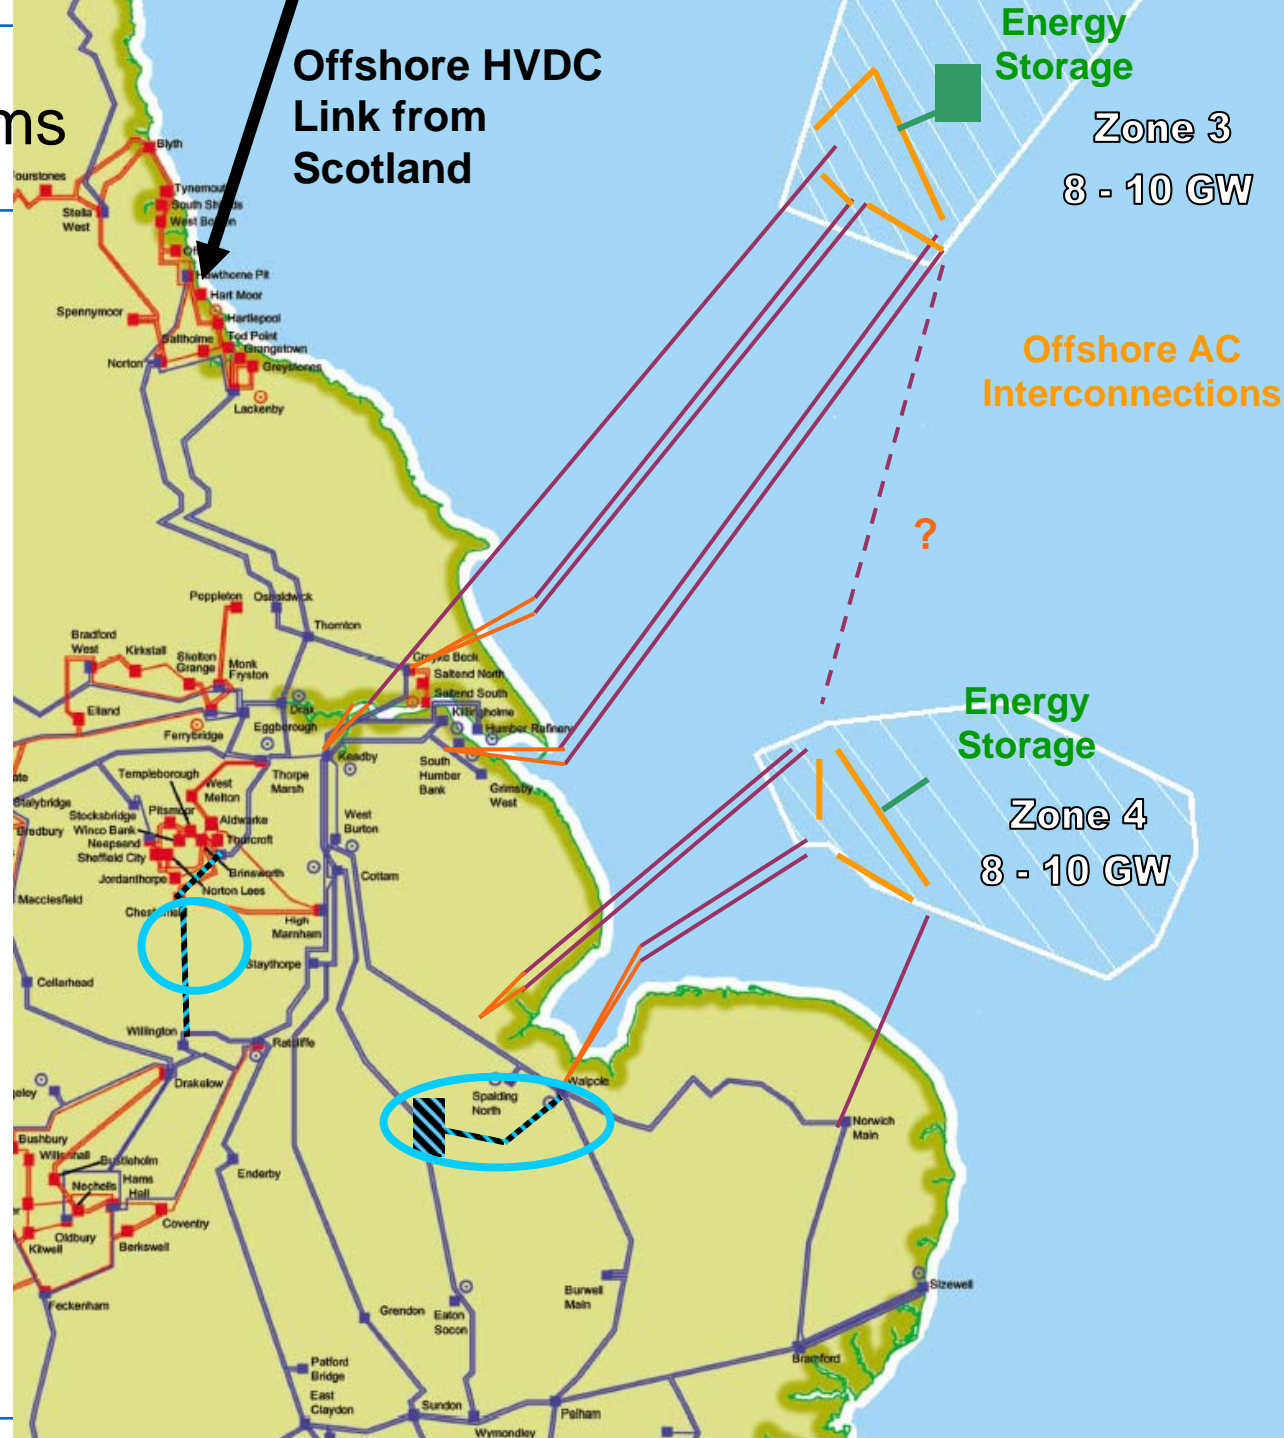 Energy
Storage
Offshore HVDC
Link from
Scotland
ms
Zone 3
8 - 10 GW
Blyth
Fourstones
Tynemouth
South Shields
West Boldon
Stella
West
Hawthorne Pit
Hart Moor
Spennymoor
Hartlepool
Saltholme
Tod Point
Grangetown
Norton
Greystones
Lackenby
Offshore AC
Interconnections
?
Poppleton
Osbaldwick
Thornton
Bradford
West
Kirkstall
Skelton
Grange
Monk
Fryston
Creyke Beck
Saltend North
Saltend South
Elland
Drax
Killingholme
Ferrybridge
Eggborough
Humber Refinery
Keadby
Templeborough
Thorpe
Marsh
South
Humber
Bank
Grimsby
West
West
Melton
Stalybridge
Stocksbridge
Pitsmoor
Aldwarke
West
Burton
Bredbury
Winco Bank
Neepsend
Thurcroft
Sheffield City
Brinsworth
Cottam
Jordanthorpe
Norton Lees
Macclesfield
Chesterfield
High
Marnham
Energy
Storage
Zone 4
8 - 10 GW
Staythorpe
Cellarhead
Willington
Ratcliffe
Drakelow
Walpole
Spalding
North
Norwich
Main
Bushbury
Willenhall
Bustleholm
Nechells
Hams
Hall
Enderby
Coventry
Oldbury
Kitwell
Berkswell
Sizewell
Feckenham
Burwell
Main
Grendon
Eaton
Socon
Bramford
Patford
Bridge
East
Claydon
Sundon
Pelham
Wymondley